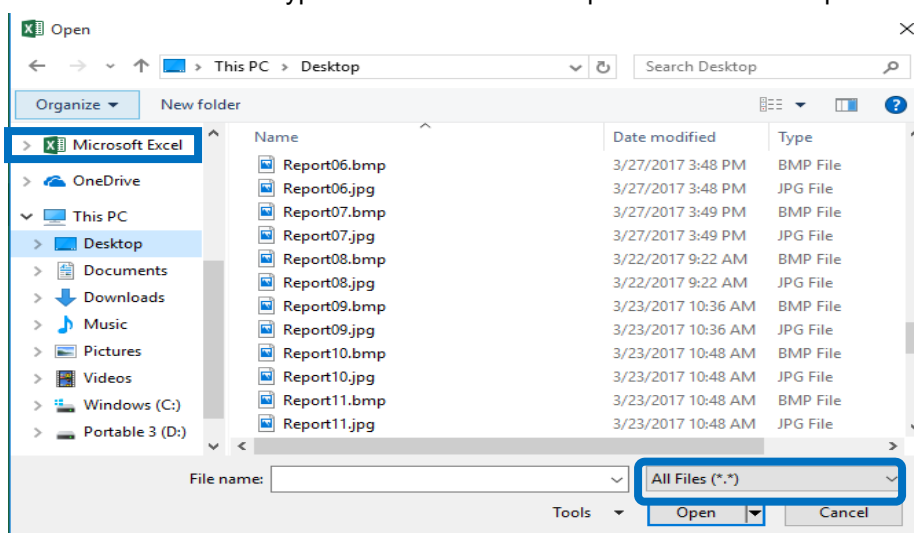 Open
This PC > Desktop
Search Desktop
Organize
New folder
Name
Date modified
Type
Microsoft Excel
OneDrive
This PC
Desktop
Documents
Downloads
Music
Pictures
Videos
Windows (C:)
Portable 3 (D:)
Report06.bmp 3/27/2017 3:48 PM BMP File
Report06.jpg 3/27/2017 3:48 PM JPG File
Report07.bmp 3/27/2017 3:49 PM BMP File
Report07.jpg 3/27/2017 3:49 PM JPG File
Report08.bmp 3/22/2017 9:22 AM BMP File
Report08.jpg 3/22/2017 9:22 AM JPG File
Report09.bmp 3/23/2017 10:36 AM BMP File
Report09.jpg 3/23/2017 10:36 AM JPG File
Report10.bmp 3/23/2017 10:48 AM BMP File
Report10.jpg 3/23/2017 10:48 AM JPG File
Report11.bmp 3/23/2017 10:48 AM BMP File
Report11.jpg 3/23/2017 10:48 AM JPG File
File name:
All Files (*.*)
Tools
Open
Cancel